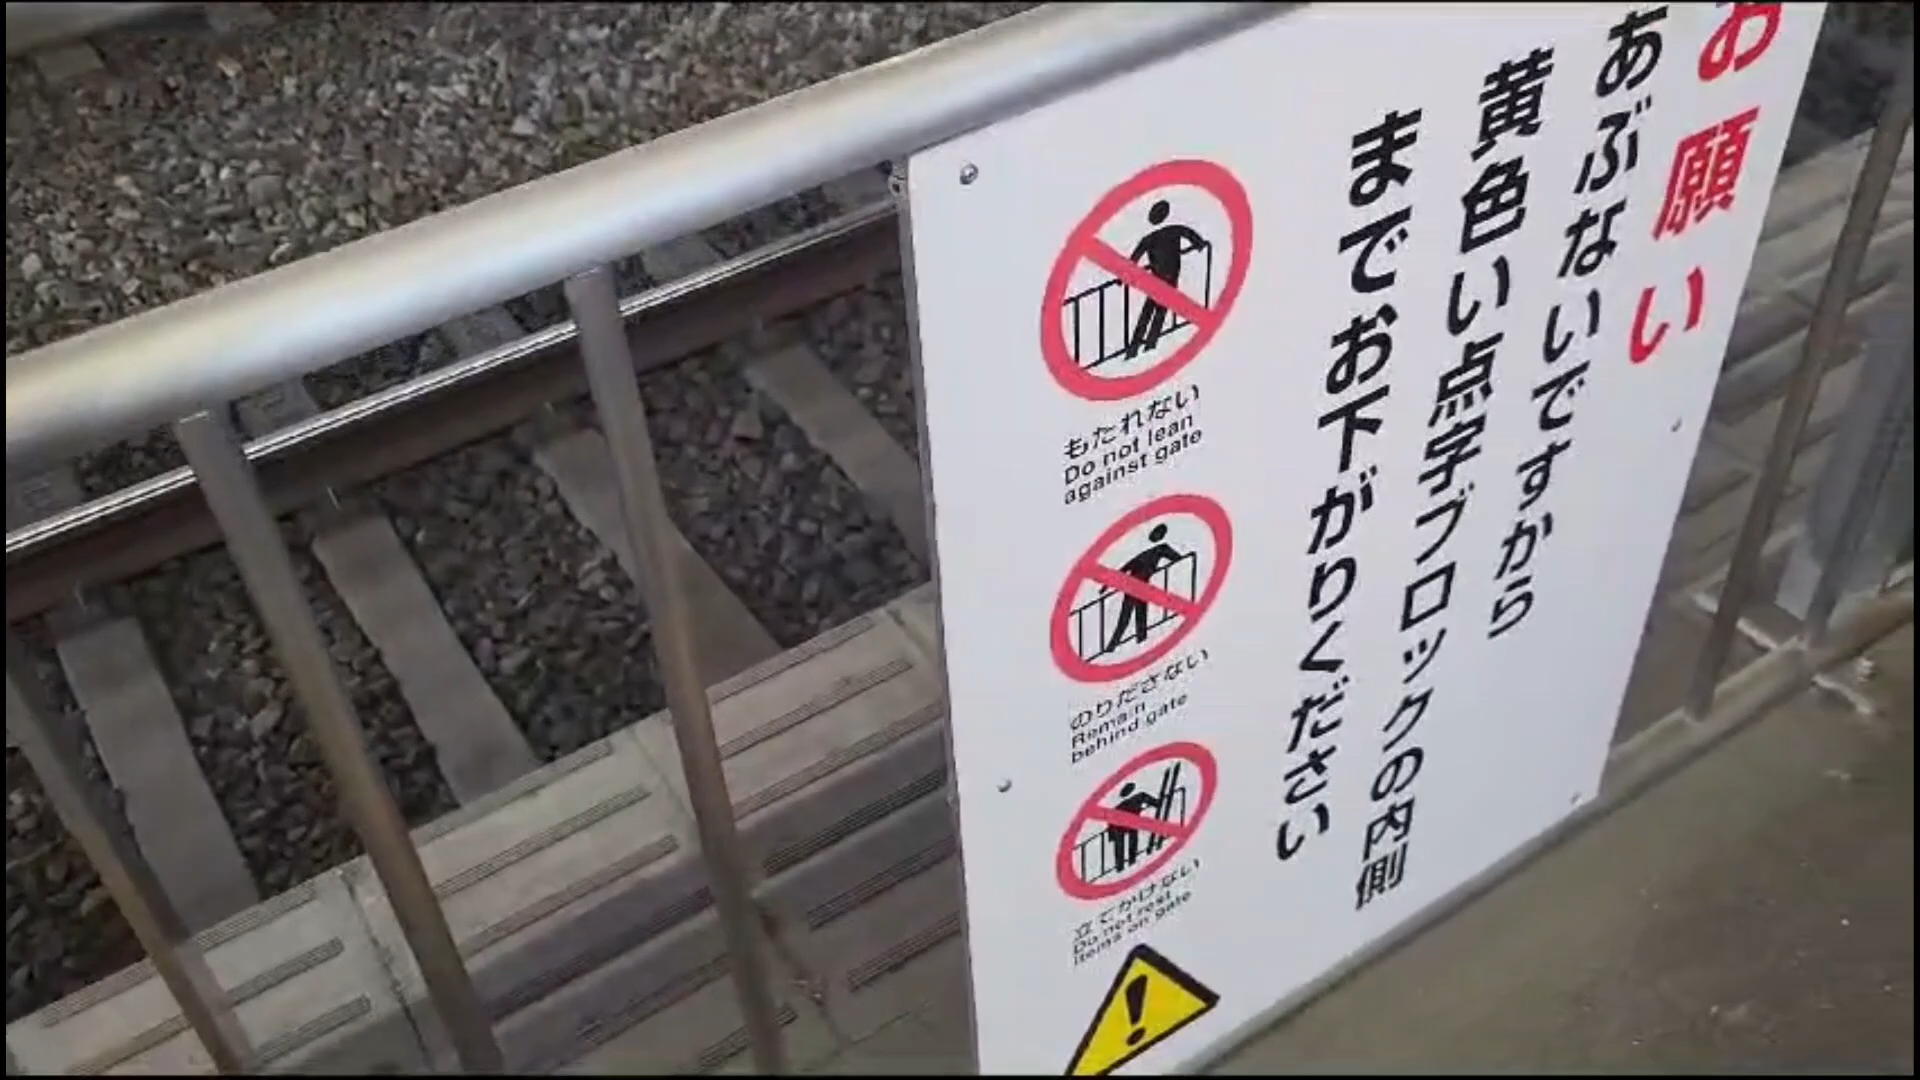 お願い
あぶないですから
黄色い点字ブロックの内側
までお下がりください
もたれない
Do not lean
against gate
のりださない
Remain
behind gate
立てかけない
Do not rest
items on gate